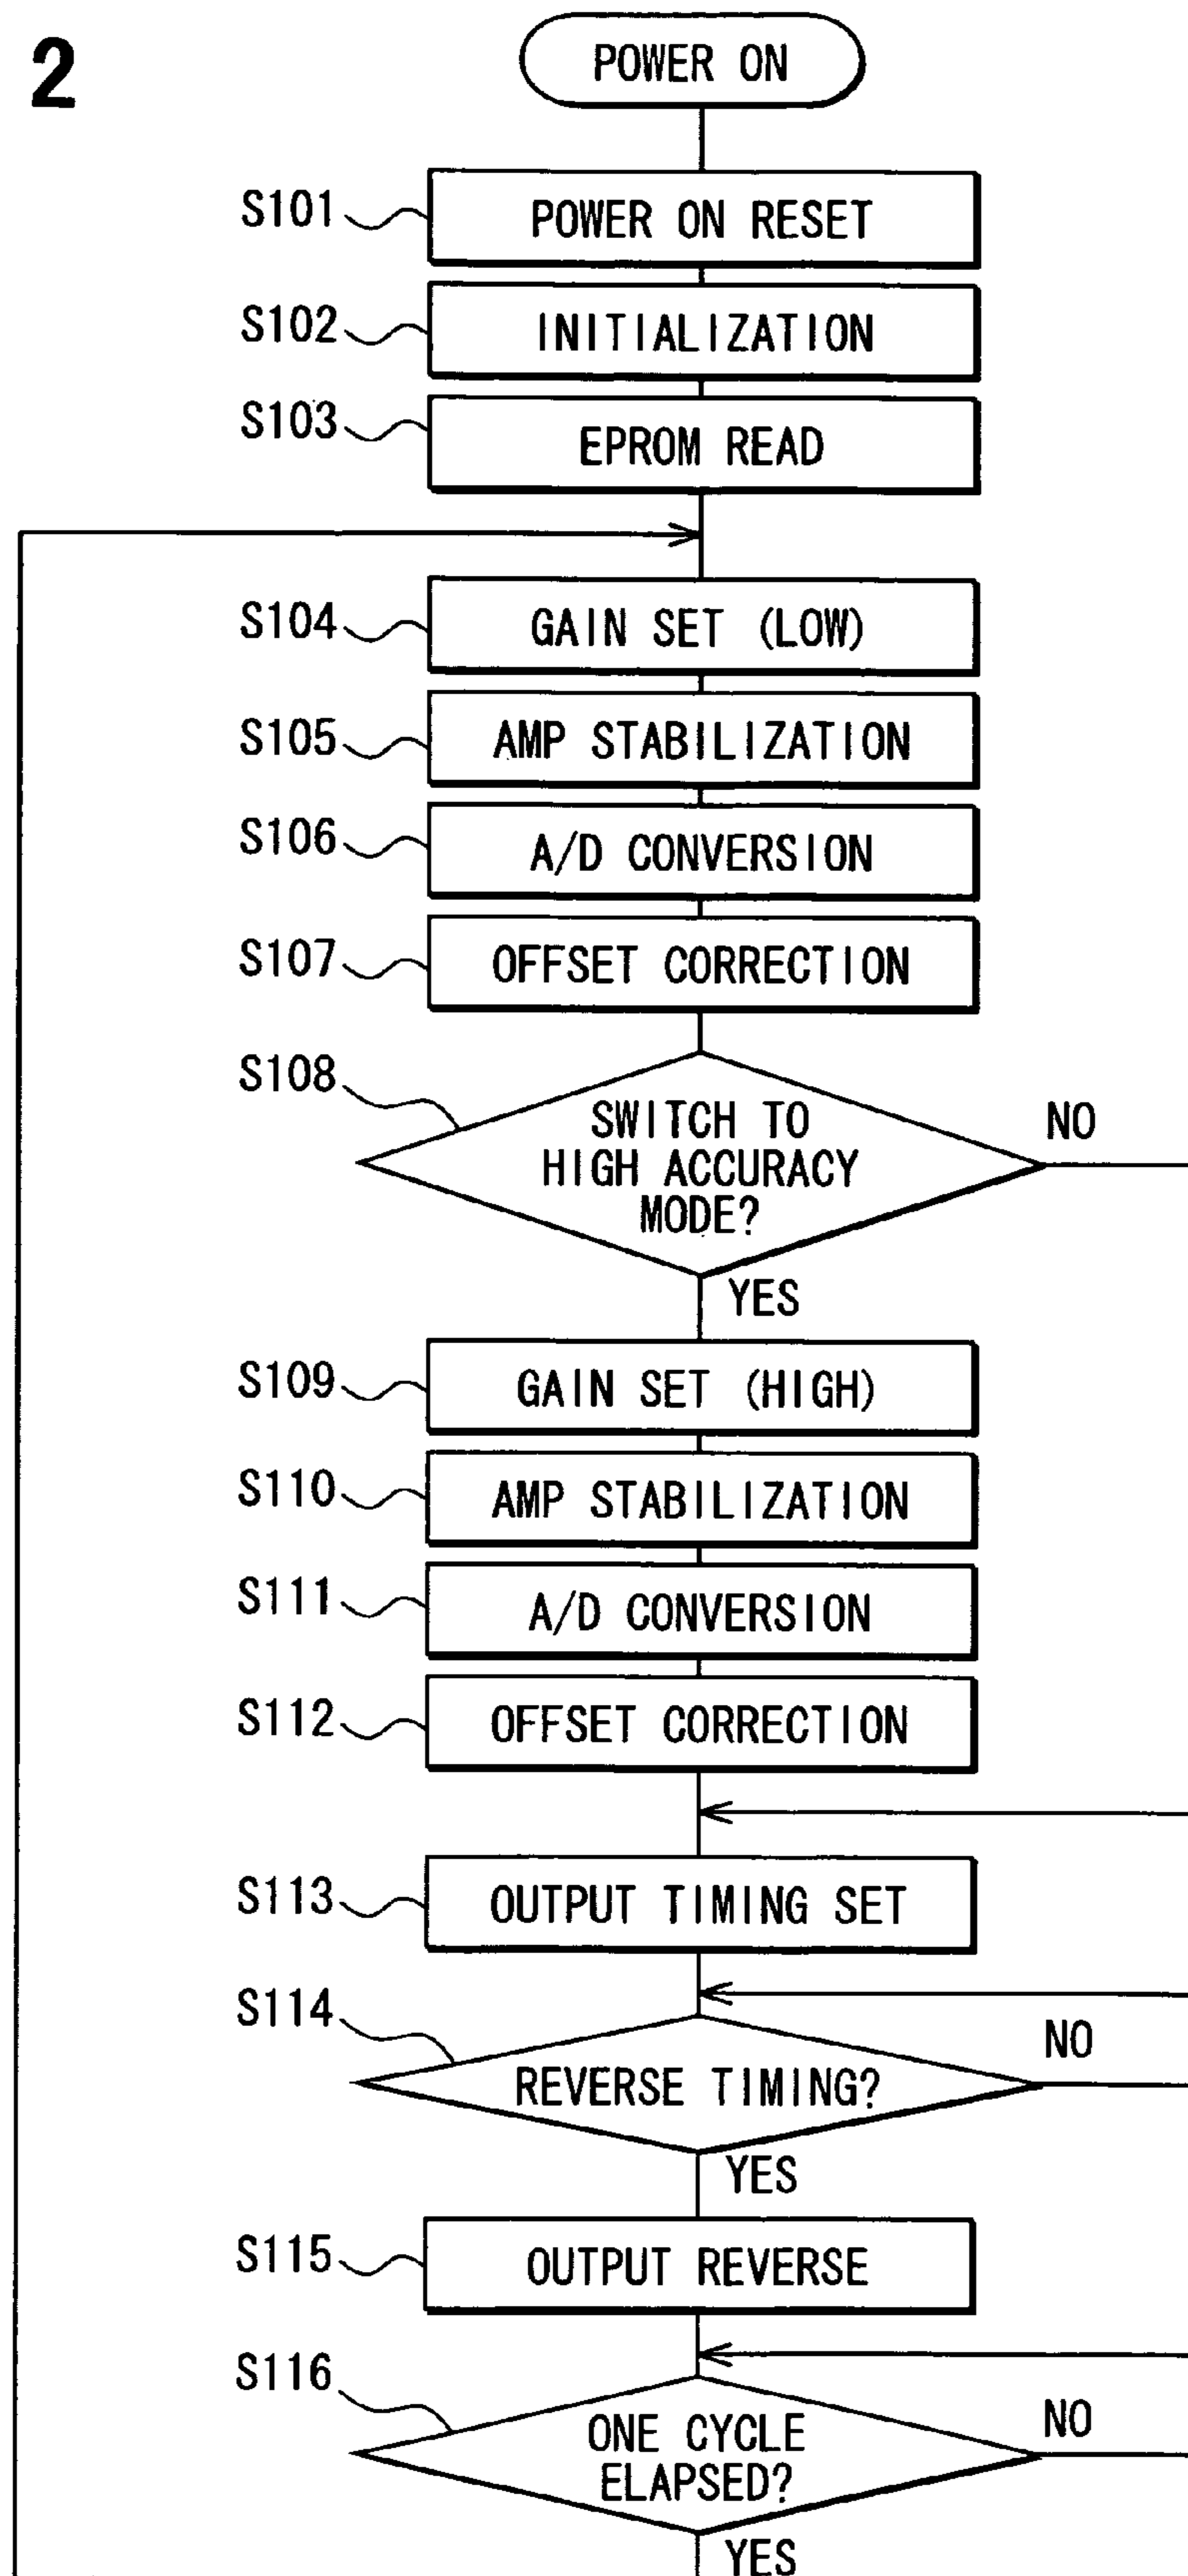 2
POWER ON
S101
POWER ON RESET
S102
INITIALIZATION
S103
EPROM READ
S104
GAIN SET (LOW)
S105
AMP STABILIZATION
S106
A/D CONVERSION
S107
OFFSET CORRECTION
S108
SWITCH TO
HIGH ACCURACY
MODE?
NO
YES
S109
GAIN SET (HIGH)
S110
AMP STABILIZATION
S111
A/D CONVERSION
S112
OFFSET CORRECTION
S113
OUTPUT TIMING SET
S114
REVERSE TIMING?
NO
YES
S115
OUTPUT REVERSE
S116
ONE CYCLE
ELAPSED?
NO
YES